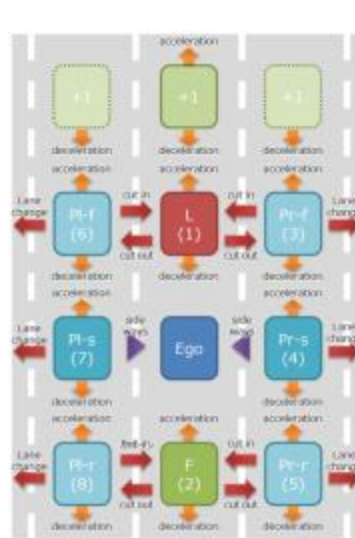 acceleration
+1 +1 +1
deceleration deceleration
acceleration acceleration
Lane change cut in cut in Lane change
Pl-f (6) L (1) Pr-f (3)
cut out cut out
deceleration deceleration deceleration
acceleration acceleration
Lane change side ways side ways Lane change
Pl-s (7) Ego Pr-s (4)
deceleration deceleration
acceleration acceleration acceleration
Lane change cut in Lane change
Pl-r (8) F (2) Pr-r (5)
cut out cut out
deceleration deceleration deceleration